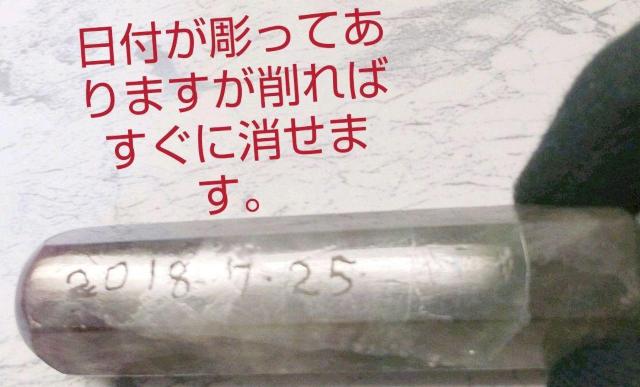 日付が彫ってあ
りますが削れば
すぐに消せま
す。
2018.7.25